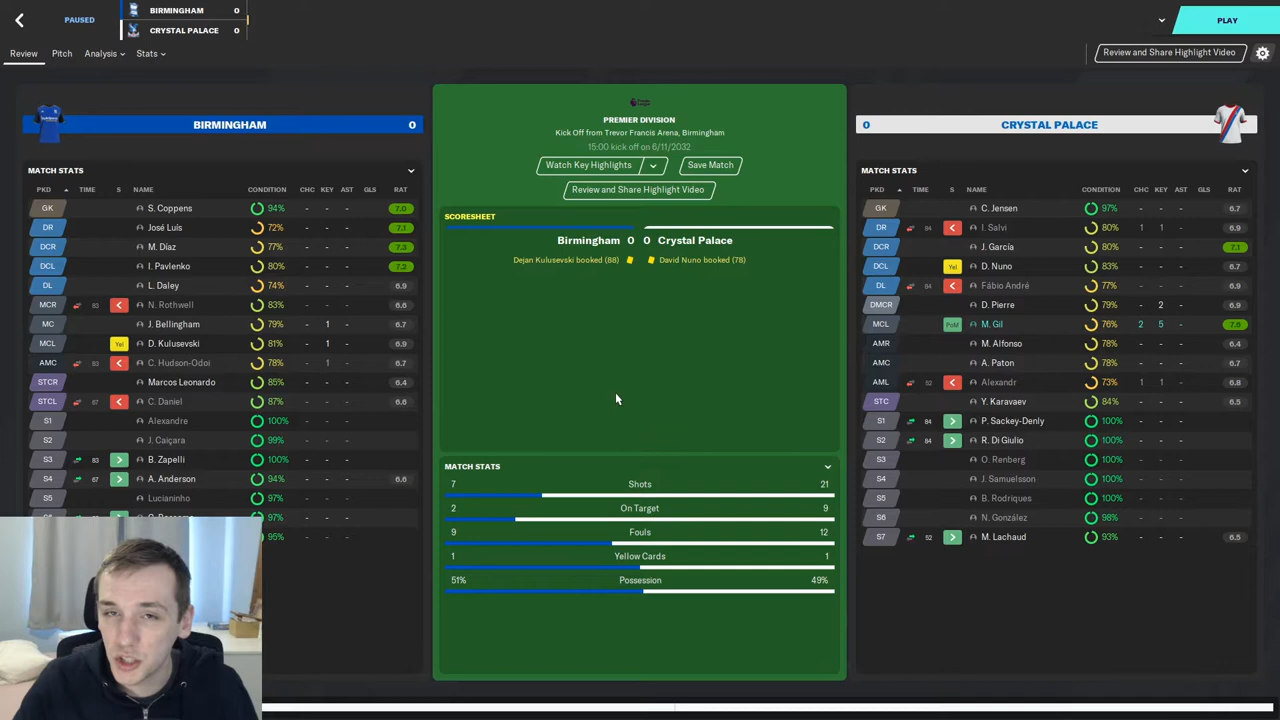 PAUSED
BIRMINGHAM 0
CRYSTAL PALACE 0
PLAY
Review Pitch Analysis Stats
Review and Share Highlight Video
BIRMINGHAM 0
MATCH STATS
PKD TIME S NAME CONDITION CHC KEY AST GLS RAT
GK S. Coppens 94% - - - - 7.0
DR José Luís 72% - - - - 7.1
DCR M. Díaz 77% - - - - 7.3
DCL I. Pavlenko 80% - - - - 7.2
DL L. Daley 74% - - - - 6.9
MCR 83 N. Rothwell 83% - - - - 6.6
MC J. Bellingham 79% - 1 - - 6.7
MCL Yel D. Kulusevski 81% - 1 - - 6.9
AMC 83 C. Hudson-Odoi 78% - 1 - - 6.7
STCR Marcos Leonardo 85% - - - - 6.4
STCL 67 C. Daniel 87% - - - - 6.6
S1 Alexandre 100%
S2 J. Caiçara 99%
S3 83 B. Zapelli 100%
S4 67 A. Anderson 94% 6.6
S5 Lucianinho 97%
97%
95%
PREMIER DIVISION
Kick Off from Trevor Francis Arena, Birmingham
15:00 kick off on 6/11/2032
Watch Key Highlights Save Match
Review and Share Highlight Video
SCORESHEET
Birmingham 0 0 Crystal Palace
Dejan Kulusevski booked (88) David Nuno booked (78)
MATCH STATS
7 Shots 21
2 On Target 9
9 Fouls 12
1 Yellow Cards 1
51% Possession 49%
0 CRYSTAL PALACE
MATCH STATS
PKD TIME S NAME CONDITION CHC KEY AST GLS RAT
GK C. Jensen 97% - - - 6.7
DR 84 I. Salvi 80% 1 1 - 6.9
DCR J. García 80% - - - 7.1
DCL Yel D. Nuno 83% - - - 6.7
DL 84 Fábio André 77% - - - 6.9
DMCR D. Pierre 79% - 2 - 6.9
MCL PoM M. Gil 76% 2 5 - 7.6
AMR M. Alfonso 78% - - - 6.4
AMC A. Paton 78% - - - 6.7
AML 52 Alexandr 73% 1 1 - 6.8
STC Y. Karavaev 84% - - - 6.5
S1 84 P. Sackey-Denly 100%
S2 84 R. Di Giulio 100%
S3 O. Renberg 100%
S4 J. Samuelsson 100%
S5 B. Rodriques 100%
S6 N. González 98%
S7 52 M. Lachaud 93% 6.5